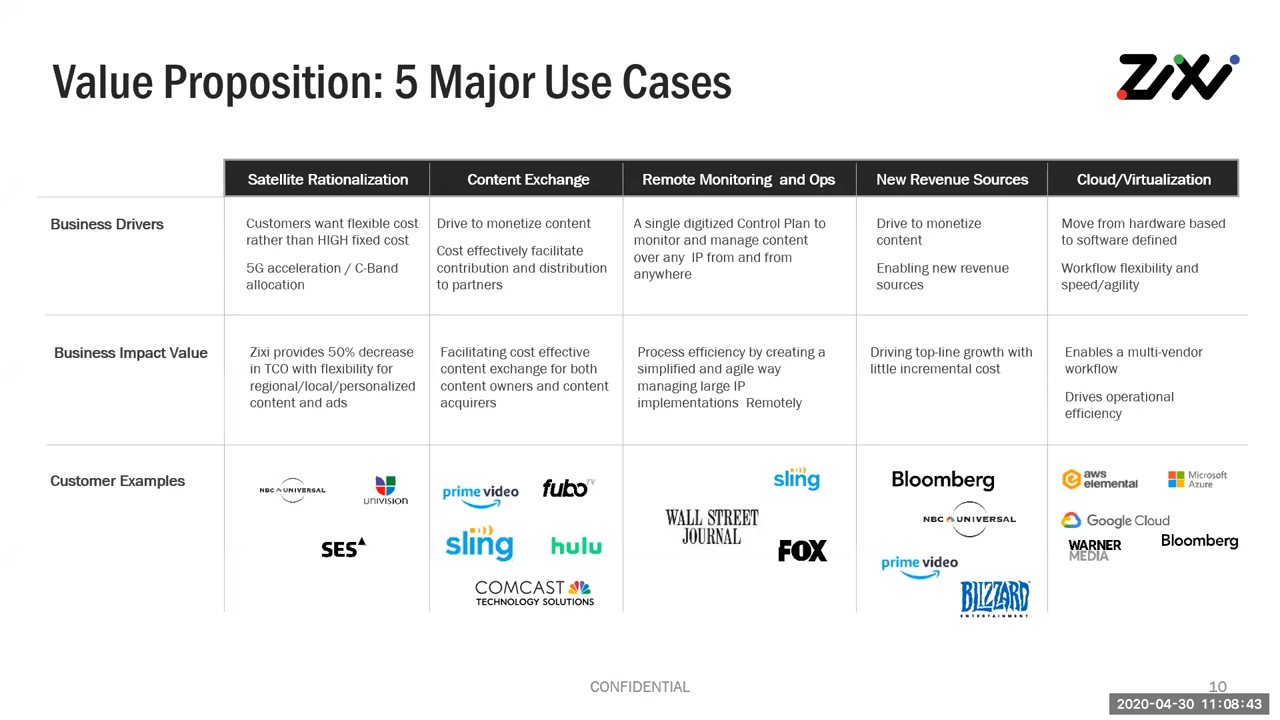 Value Proposition: 5 Major Use Cases
ZiXi
Satellite Rationalization
Content Exchange
Remote Monitoring and Ops
New Revenue Sources
Cloud/Virtualization
Business Drivers
Customers want flexible cost
rather than HIGH fixed cost
5G acceleration / C-Band
allocation
Drive to monetize content
Cost effectively facilitate
contribution and distribution
to partners
A single digitized Control Plan to
monitor and manage content
over any IP from and from
anywhere
Drive to monetize
content
Enabling new revenue
sources
Move from hardware based
to software defined
Workflow flexibility and
speed/agility
Business Impact Value
Zixi provides 50% decrease
in TCO with flexibility for
regional/local/personalized
content and ads
Facilitating cost effective
content exchange for both
content owners and content
acquirers
Process efficiency by creating a
simplified and agile way
managing large IP
implementations Remotely
Driving top-line growth with
little incremental cost
Enables a multi-vendor
workflow
Drives operational
efficiency
Customer Examples
NBC UNIVERSAL
UNIVISION
SES
prime video
fubo TV
sling
hulu
COMCAST
TECHNOLOGY SOLUTIONS
sling
WALL STREET
JOURNAL
FOX
Bloomberg
NBC UNIVERSAL
prime video
BLIZZARD
ENTERTAINMENT
aws
elemental
Microsoft
Azure
Google Cloud
WARNER
MEDIA
Bloomberg
CONFIDENTIAL
10
2020-04-30 11:08:43